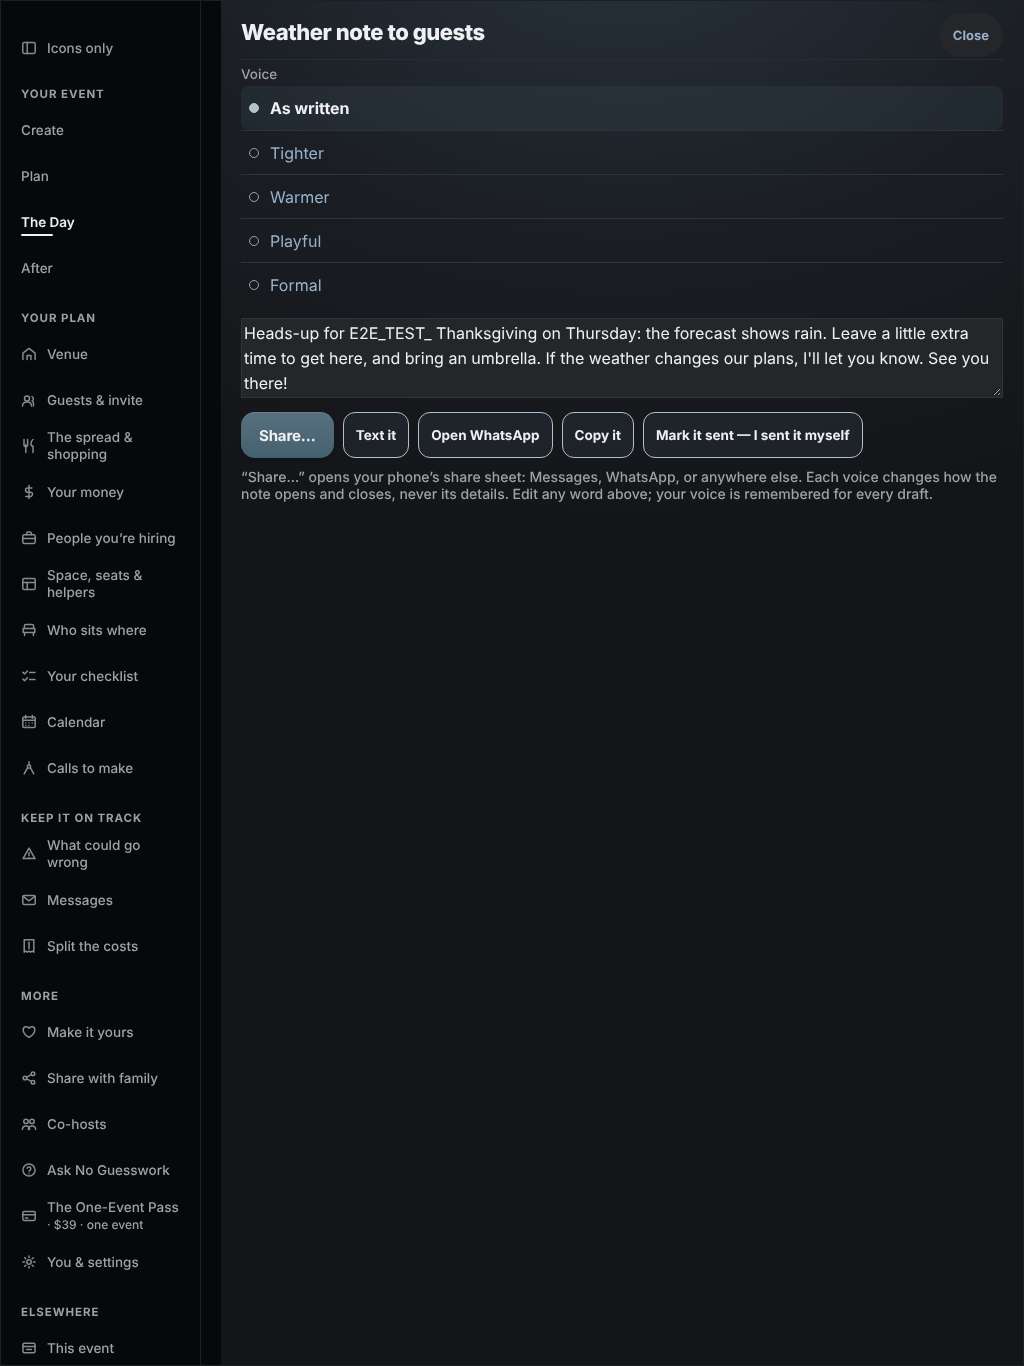 Icons only
YOUR EVENT
Create
Plan
The Day
After
YOUR PLAN
Venue
Guests & invite
The spread &
shopping
Your money
People you’re hiring
Space, seats &
helpers
Who sits where
Your checklist
Calendar
Calls to make
KEEP IT ON TRACK
What could go
wrong
Messages
Split the costs
MORE
Make it yours
Share with family
Co-hosts
Ask No Guesswork
The One-Event Pass
· $39 · one event
You & settings
ELSEWHERE
This event
Weather note to guests
Close
Voice
As written
Tighter
Warmer
Playful
Formal
Heads-up for E2E_TEST_ Thanksgiving on Thursday: the forecast shows rain. Leave a little extra
time to get here, and bring an umbrella. If the weather changes our plans, I'll let you know. See you
there!
Share…
Text it
Open WhatsApp
Copy it
Mark it sent — I sent it myself
“Share…” opens your phone’s share sheet: Messages, WhatsApp, or anywhere else. Each voice changes how the
note opens and closes, never its details. Edit any word above; your voice is remembered for every draft.